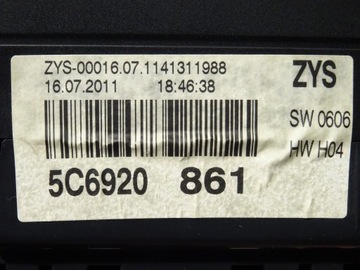 ZYS-00016.07.1141311988
ZYS
16.07.2011 18:46:38
SW 0606
HW H04
5C6920 861